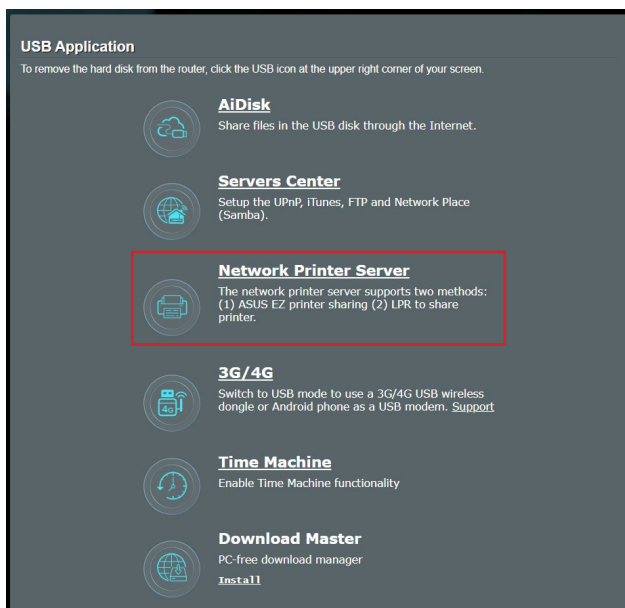 USB Application
To remove the hard disk from the router, click the USB icon at the upper right corner of your screen.
AiDisk
Share files in the USB disk through the Internet.
Servers Center
Setup the UPnP, iTunes, FTP and Network Place
(Samba).
Network Printer Server
The network printer server supports two methods:
(1) ASUS EZ printer sharing (2) LPR to share
printer.
3G/4G
Switch to USB mode to use a 3G/4G USB wireless
dongle or Android phone as a USB modem. Support
4G
Time Machine
Enable Time Machine functionality
Download Master
PC-free download manager
Install